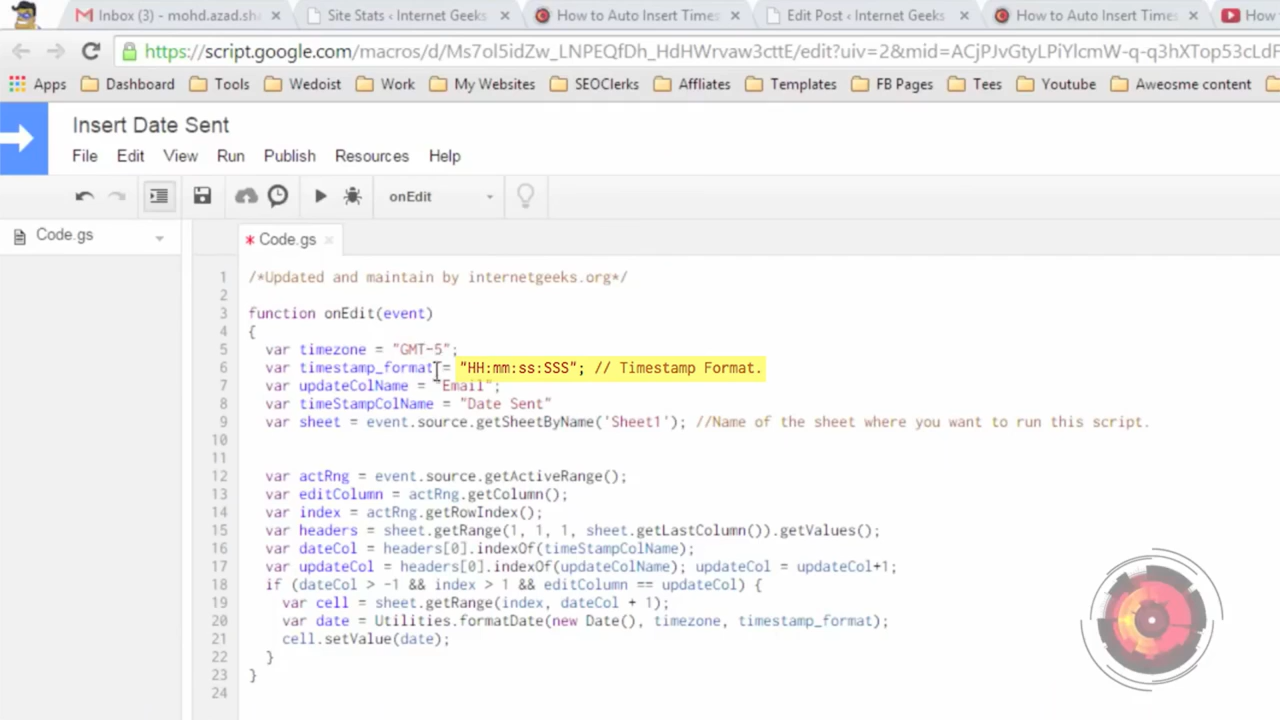 Inbox (3) - mohd.azad.sha
Site Stats ‹ Internet Geeks
How to Auto Insert Times
Edit Post ‹ Internet Geeks
How to Auto Insert Times
How
https://script.google.com/macros/d/Ms7ol5idZw_LNPEQfDh_HdHWrvaw3cttE/edit?uiv=2&mid=ACjPJvGtyLPiYlcmW-q-q3hXTop53cLdF
Apps Dashboard Tools Wedoist Work My Websites SEOClerks Affliates Templates FB Pages Tees Youtube Aweosme content
Insert Date Sent
File Edit View Run Publish Resources Help
onEdit
Code.gs
* Code.gs ×
1 /*Updated and maintain by internetgeeks.org*/
2
3 function onEdit(event)
4 {
5 var timezone = "GMT-5";
6 var timestamp_format = "HH:mm:ss:SSS"; // Timestamp Format.
7 var updateColName = "Email";
8 var timeStampColName = "Date Sent"
9 var sheet = event.source.getSheetByName('Sheet1'); //Name of the sheet where you want to run this script.
10
11
12 var actRng = event.source.getActiveRange();
13 var editColumn = actRng.getColumn();
14 var index = actRng.getRowIndex();
15 var headers = sheet.getRange(1, 1, 1, sheet.getLastColumn()).getValues();
16 var dateCol = headers[0].indexOf(timeStampColName);
17 var updateCol = headers[0].indexOf(updateColName); updateCol = updateCol+1;
18 if (dateCol > -1 && index > 1 && editColumn == updateCol) {
19 var cell = sheet.getRange(index, dateCol + 1);
20 var date = Utilities.formatDate(new Date(), timezone, timestamp_format);
21 cell.setValue(date);
22 }
23 }
24